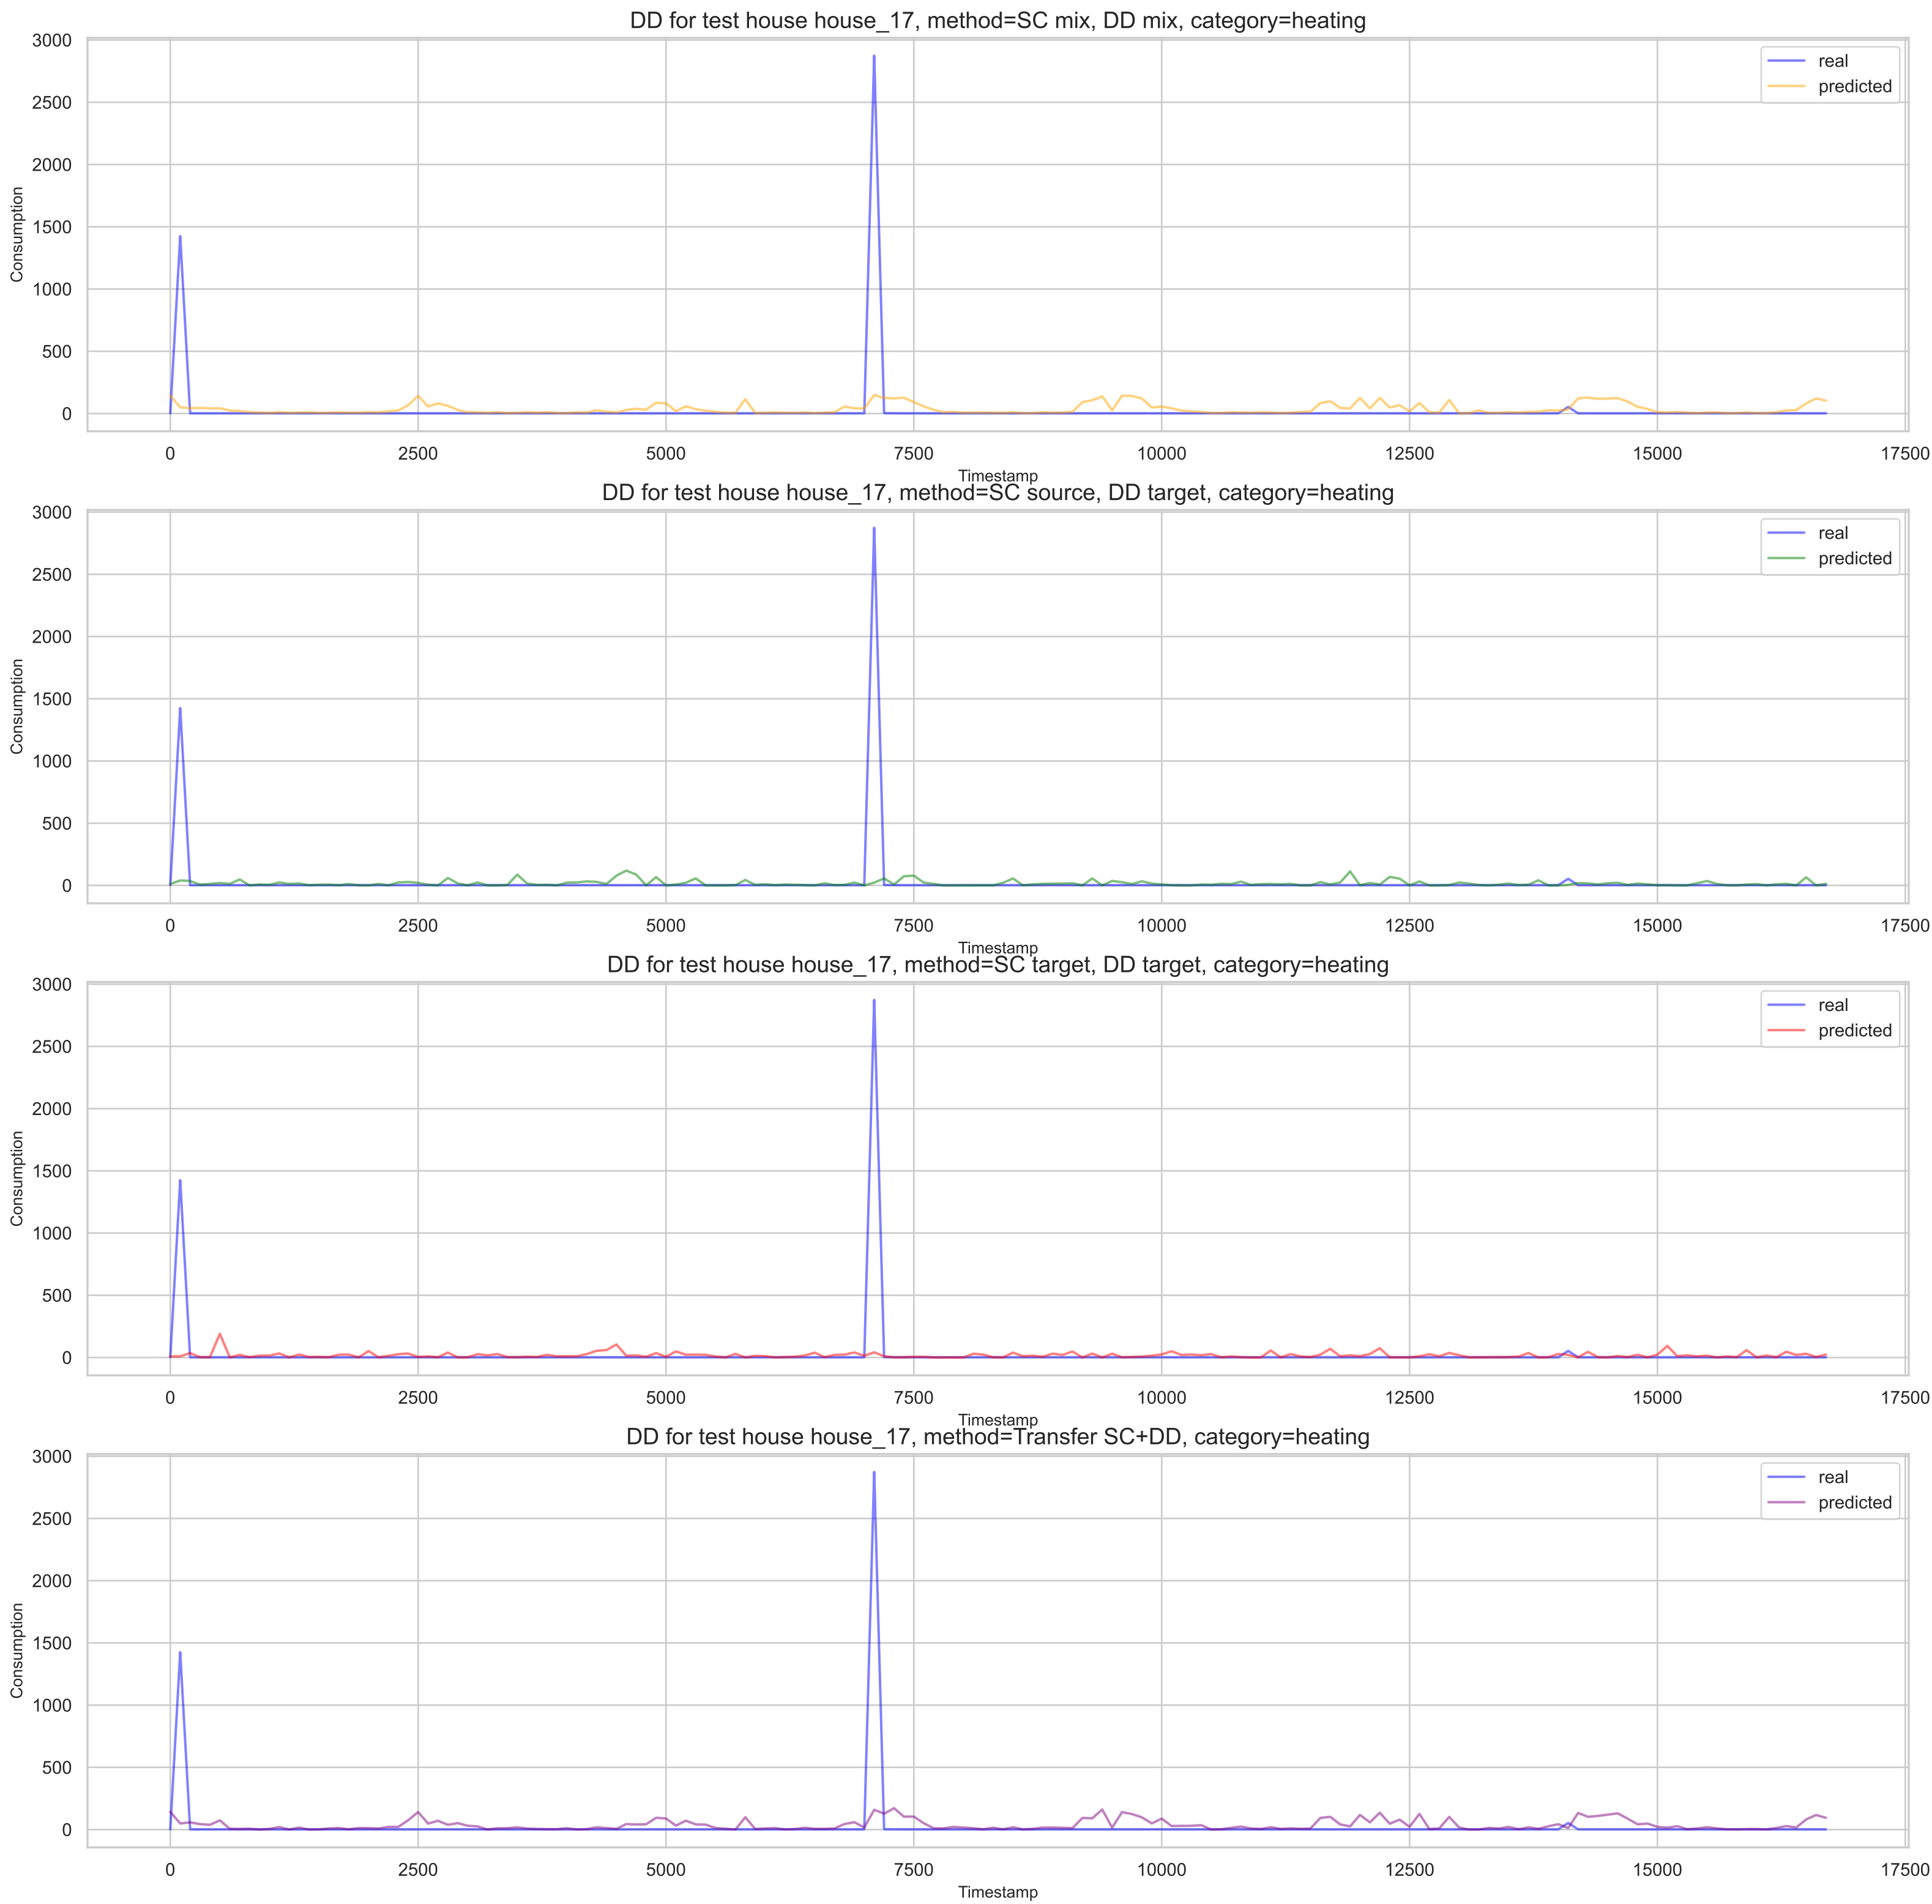 DD for test house house_17, method=SC mix, DD mix, category=heating
3000
2500
2000
1500
1000
500
0
Consumption
real
predicted
0 2500 5000 7500 10000 12500 15000 17500
Timestamp
DD for test house house_17, method=SC source, DD target, category=heating
3000
2500
2000
1500
1000
500
0
Consumption
real
predicted
0 2500 5000 7500 10000 12500 15000 17500
Timestamp
DD for test house house_17, method=SC target, DD target, category=heating
3000
2500
2000
1500
1000
500
0
Consumption
real
predicted
0 2500 5000 7500 10000 12500 15000 17500
Timestamp
DD for test house house_17, method=Transfer SC+DD, category=heating
3000
2500
2000
1500
1000
500
0
Consumption
real
predicted
0 2500 5000 7500 10000 12500 15000 17500
Timestamp